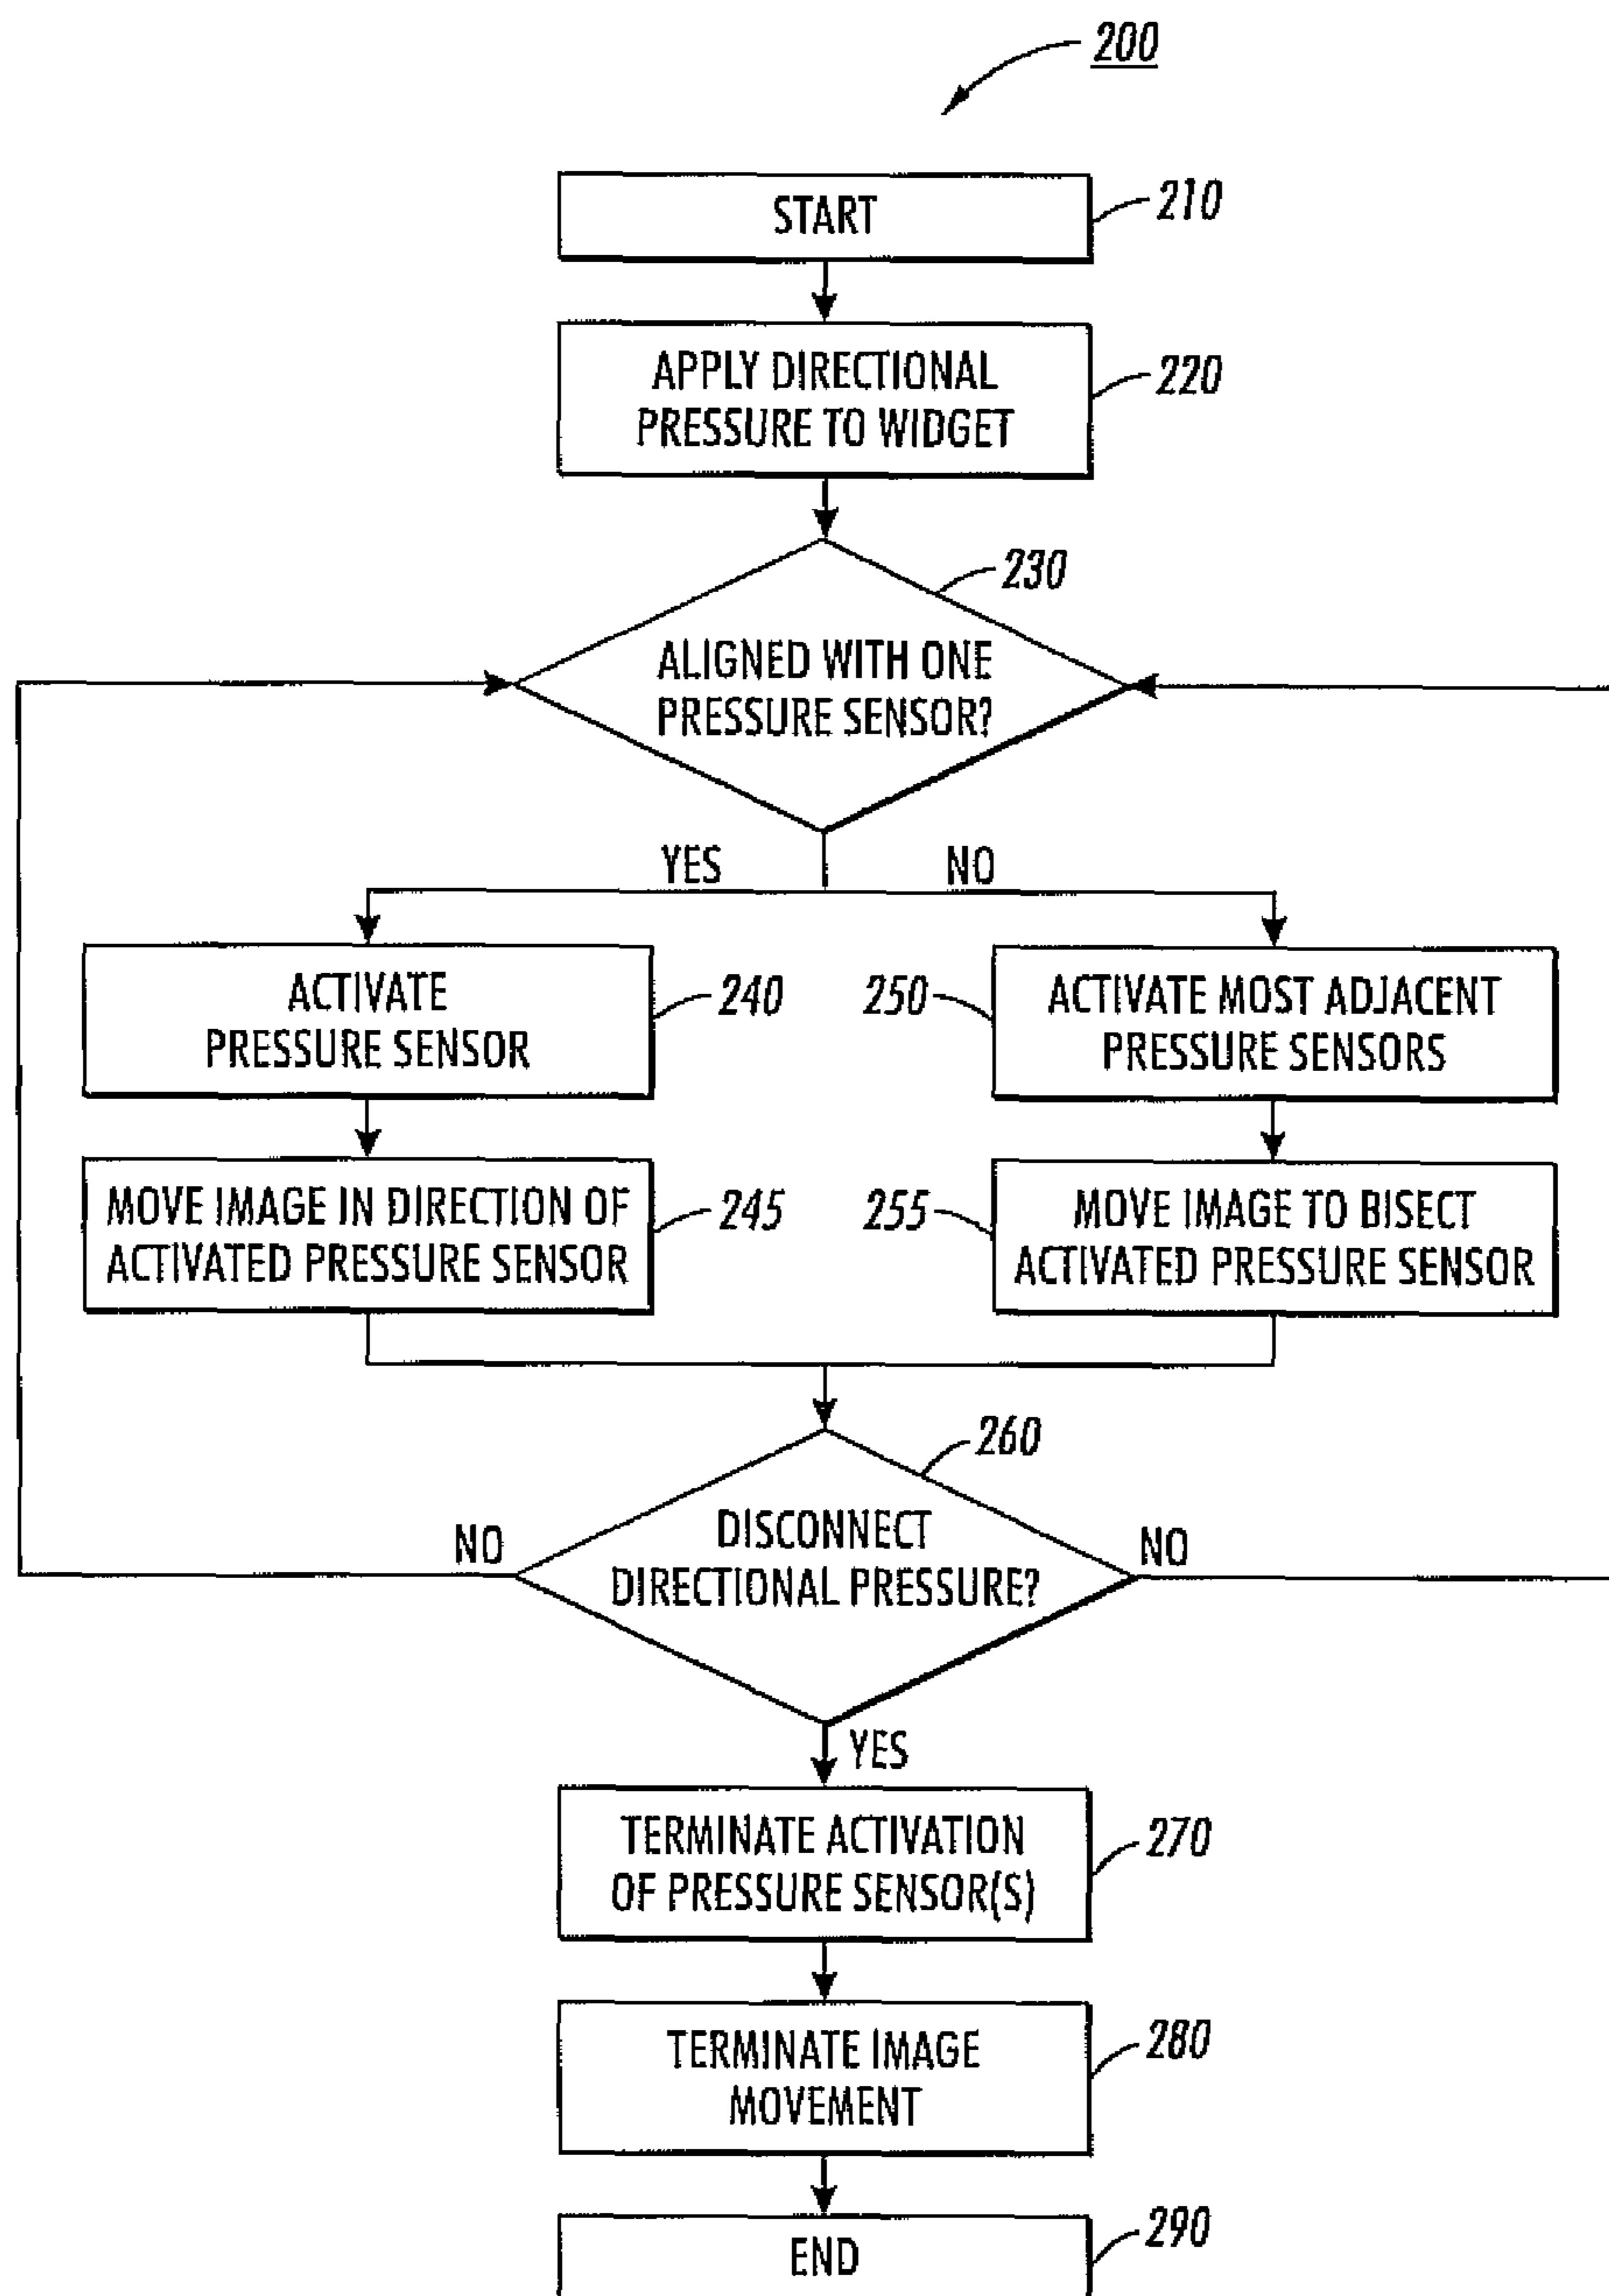 200
START
210
APPLY DIRECTIONAL
PRESSURE TO WIDGET
220
230
ALIGNED WITH ONE
PRESSURE SENSOR?
YES
NO
ACTIVATE
PRESSURE SENSOR
240
250
ACTIVATE MOST ADJACENT
PRESSURE SENSORS
MOVE IMAGE IN DIRECTION OF
ACTIVATED PRESSURE SENSOR
245
255
MOVE IMAGE TO BISECT
ACTIVATED PRESSURE SENSOR
260
DISCONNECT
DIRECTIONAL PRESSURE?
NO
NO
YES
TERMINATE ACTIVATION
OF PRESSURE SENSOR(S)
270
TERMINATE IMAGE
MOVEMENT
280
END
290